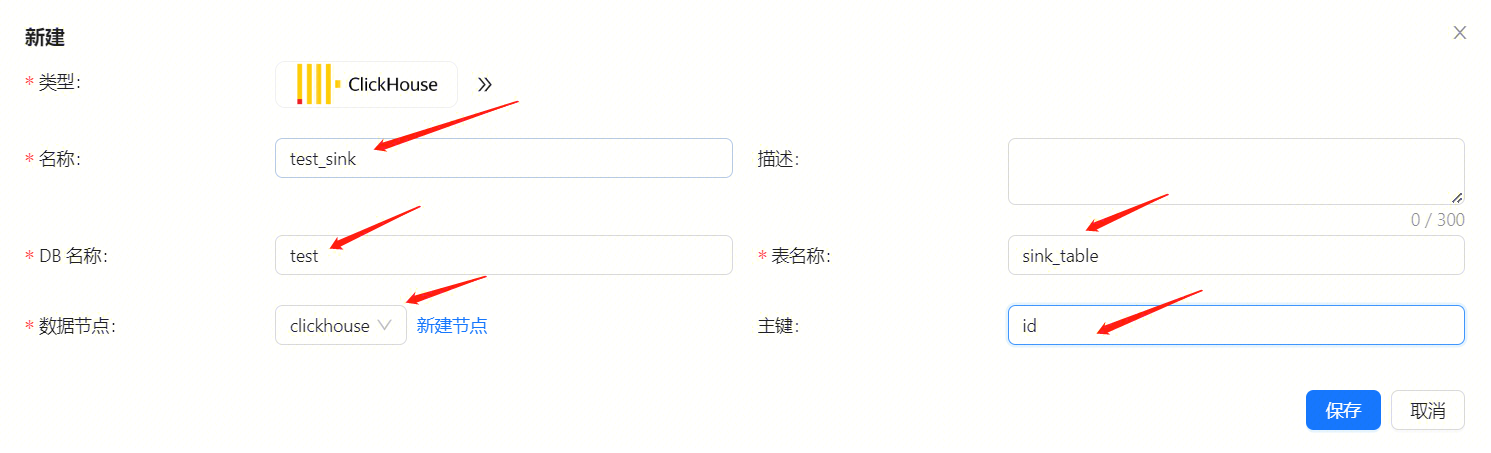 新建
* 类型:
ClickHouse
* 名称:
test_sink
描述:
0 / 300
* DB 名称:
test
* 表名称:
sink_table
* 数据节点:
clickhouse
新建节点
主键:
id
保存
取消